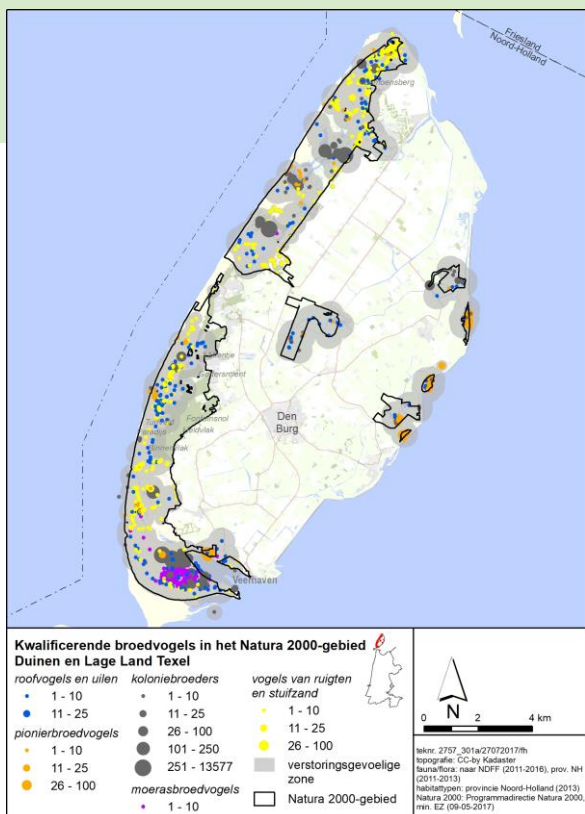 Friesland
Noord-Holland
Den
Burg
Veerhaven
Kwalificerende broedvogels in het Natura 2000-gebied
Duinen en Lage Land Texel
roofvogels en uilen
1 - 10
11 - 25
pionierbroedvogels
1 - 10
11 - 25
26 - 100
koloniebroeders
1 - 10
11 - 25
26 - 100
101 - 250
251 - 13577
moerasbroedvogels
1 - 10
vogels van ruigten
en stuifzand
1 - 10
11 - 25
26 - 100
verstoringsgevoelige
zone
Natura 2000-gebied
N
0 2 4 km
teknr. 2757_301a/27072017/fh
topografie: CC-by Kadaster
fauna/flora: naar NDFF (2011-2016), prov. NH
(2011-2013)
habitattypen: provincie Noord-Holland (2013)
Natura 2000: Programmadirectie Natura 2000,
min. EZ (09-05-2017)